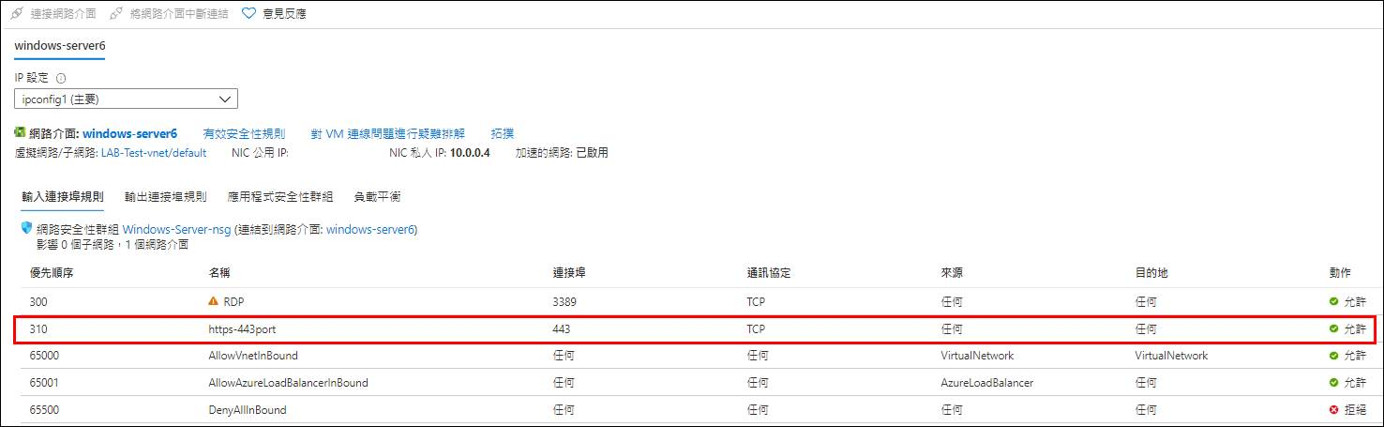 連接網路介面 將網路介面中斷連結 意見反應
windows-server6
IP 設定
ipconfig1 (主要)
網路介面: windows-server6 有效安全性規則 對 VM 連線問題進行疑難排解 拓撲
虛擬網路/子網路: LAB-Test-vnet/default NIC 公用 IP: NIC 私人 IP: 10.0.0.4 加速的網路: 已啟用
輸入連接埠規則 輸出連接埠規則 應用程式安全性群組 負載平衡
網路安全性群組 Windows-Server-nsg (連結到網路介面: windows-server6)
影響 0 個子網路，1 個網路介面
優先順序 名稱 連接埠 通訊協定 來源 目的地 動作
300 RDP 3389 TCP 任何 任何 允許
310 https-443port 443 TCP 任何 任何 允許
65000 AllowVnetInBound 任何 任何 VirtualNetwork VirtualNetwork 允許
65001 AllowAzureLoadBalancerInBound 任何 任何 AzureLoadBalancer 任何 允許
65500 DenyAllInBound 任何 任何 任何 任何 拒絕